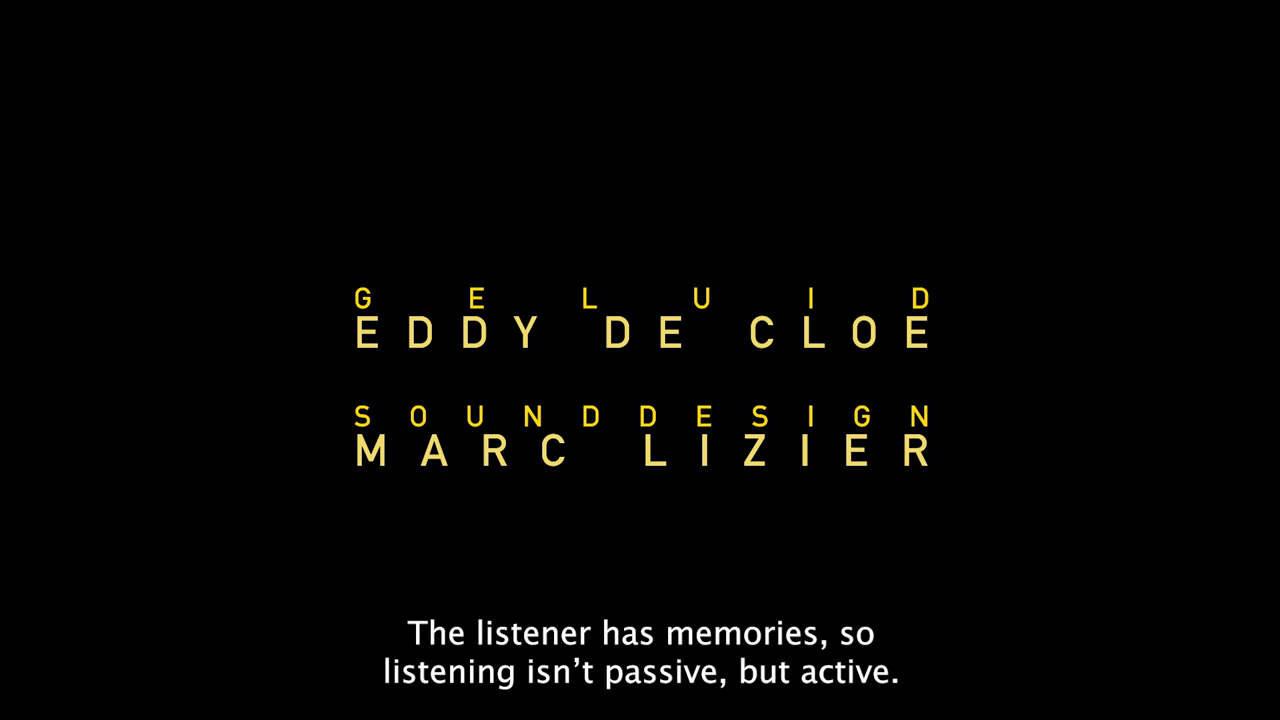 GELUID
EDDY DE CLOE
SOUNDDESIGN
MARC LIZIER
The listener has memories, so
listening isn’t passive, but active.